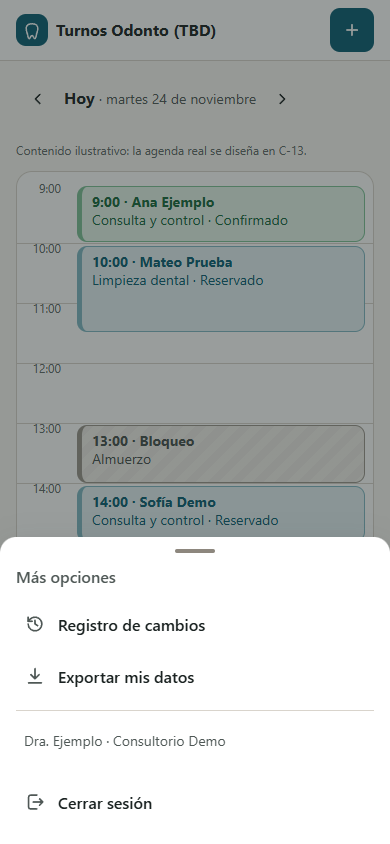 Turnos Odonto (TBD)
Hoy · martes 24 de noviembre
Contenido ilustrativo: la agenda real se diseña en C-13.
9:00
9:00 · Ana Ejemplo
Consulta y control · Confirmado
10:00
10:00 · Mateo Prueba
Limpieza dental · Reservado
11:00
12:00
13:00
13:00 · Bloqueo
Almuerzo
14:00
14:00 · Sofía Demo
Consulta y control · Reservado
Más opciones
Registro de cambios
Exportar mis datos
Dra. Ejemplo · Consultorio Demo
Cerrar sesión